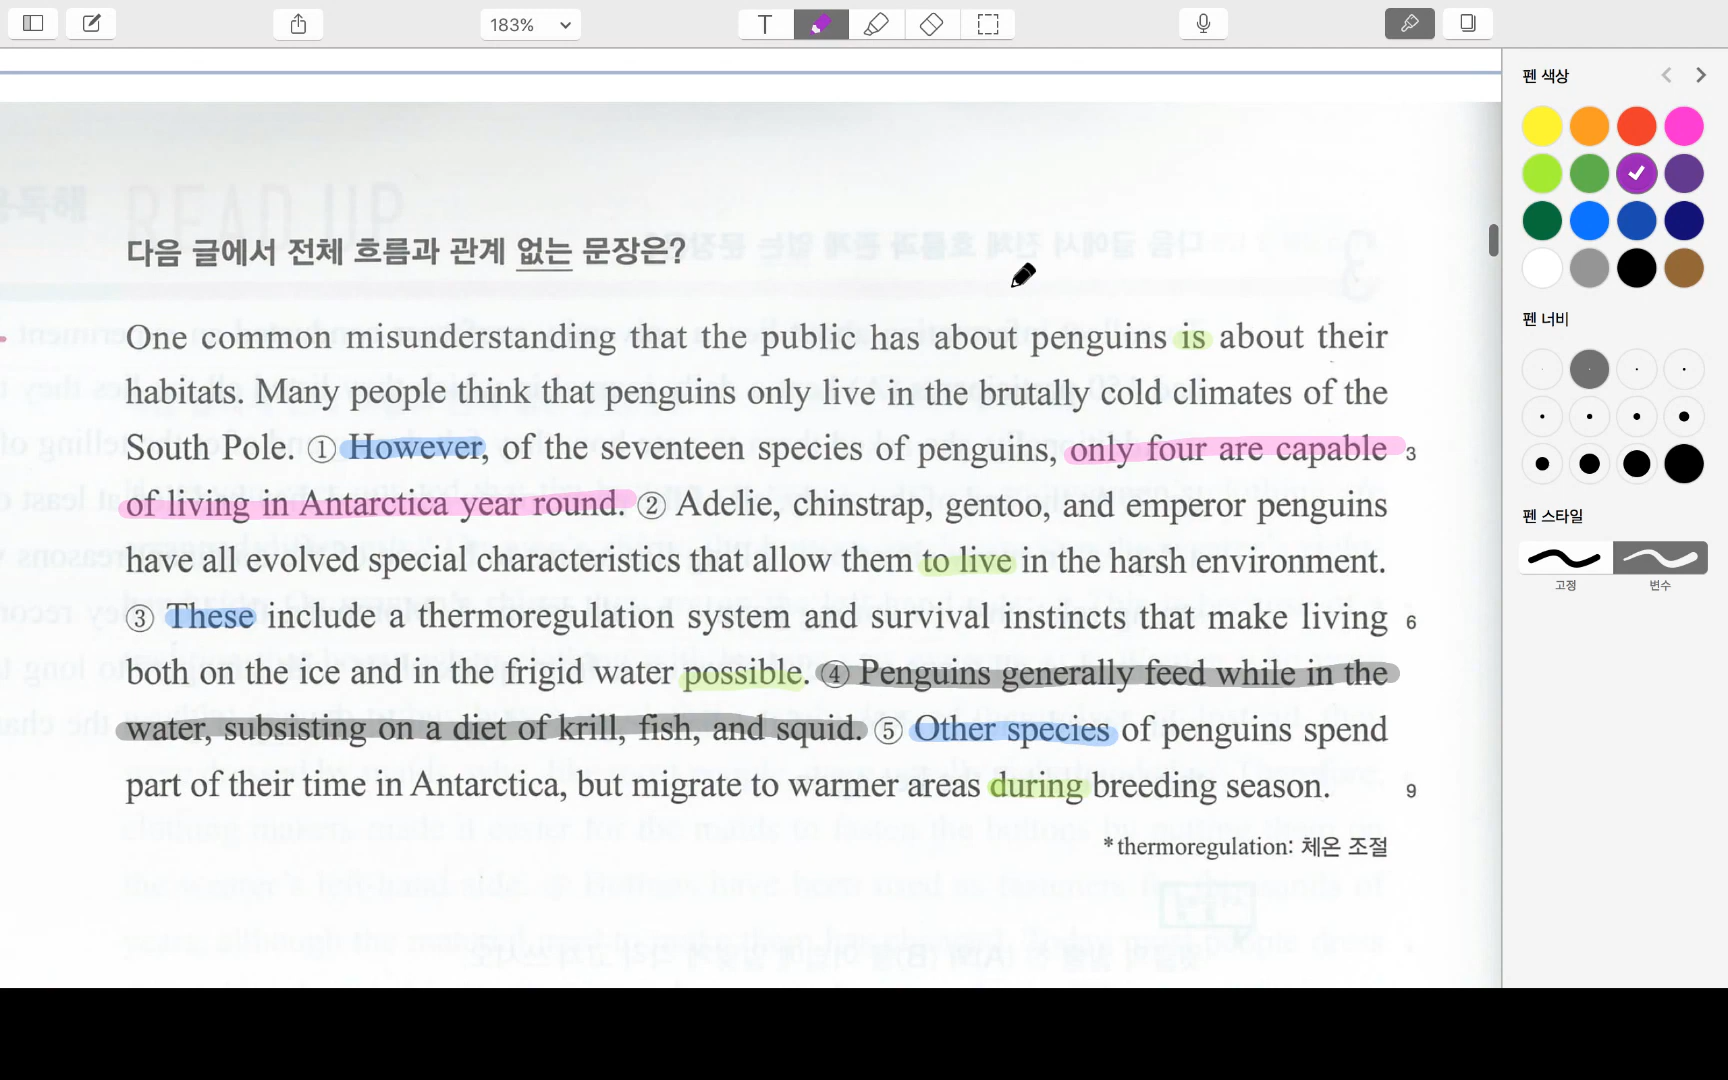 183%
T
펜 색상
펜 너비
펜 스타일
고정
변수
다음 글에서 전체 흐름과 관계 없는 문장은?
One common misunderstanding that the public has about penguins is about their
habitats. Many people think that penguins only live in the brutally cold climates of the
South Pole. ① However, of the seventeen species of penguins, only four are capable 3
of living in Antarctica year round. ② Adelie, chinstrap, gentoo, and emperor penguins
have all evolved special characteristics that allow them to live in the harsh environment.
③ These include a thermoregulation system and survival instincts that make living 6
both on the ice and in the frigid water possible. ④ Penguins generally feed while in the
water, subsisting on a diet of krill, fish, and squid. ⑤ Other species of penguins spend
part of their time in Antarctica, but migrate to warmer areas during breeding season. 9
*thermoregulation: 체온 조절